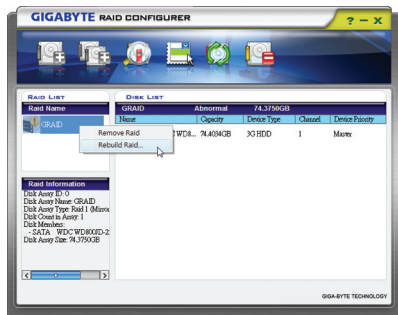 GIGABYTE RAID CONFIGURER
? − X
RAID LIST
Raid Name
GRAID
DISK LIST
GRAID Abnormal 74.3750GB
Name Capacity Device Type Channel Device Priority
WD8... 74.4094GB 3G HDD 1 Master
Remove Raid
Rebuild Raid...
Raid Information
Disk Array ID: 0
Disk Array Name: GRAID
Disk Array Type: Raid 1 (Mirror
Disk Count in Array: 1
Disk Members:
- SATA WDC WD800JD-2
Disk Array Size: 74.3750GB
GIGA-BYTE TECHNOLOGY